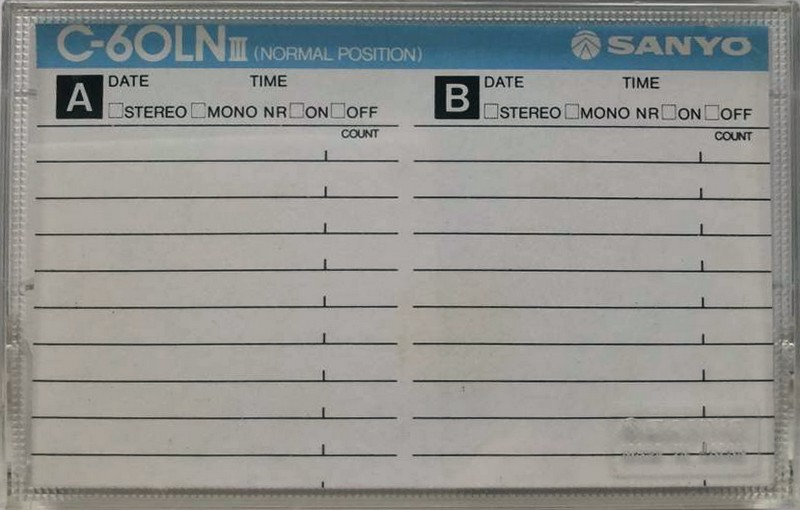 C-60LNIII (NORMAL POSITION) SANYO
A DATE TIME
☐STEREO ☐MONO NR☐ON☐OFF
COUNT
B DATE TIME
☐STEREO ☐MONO NR☐ON☐OFF
COUNT